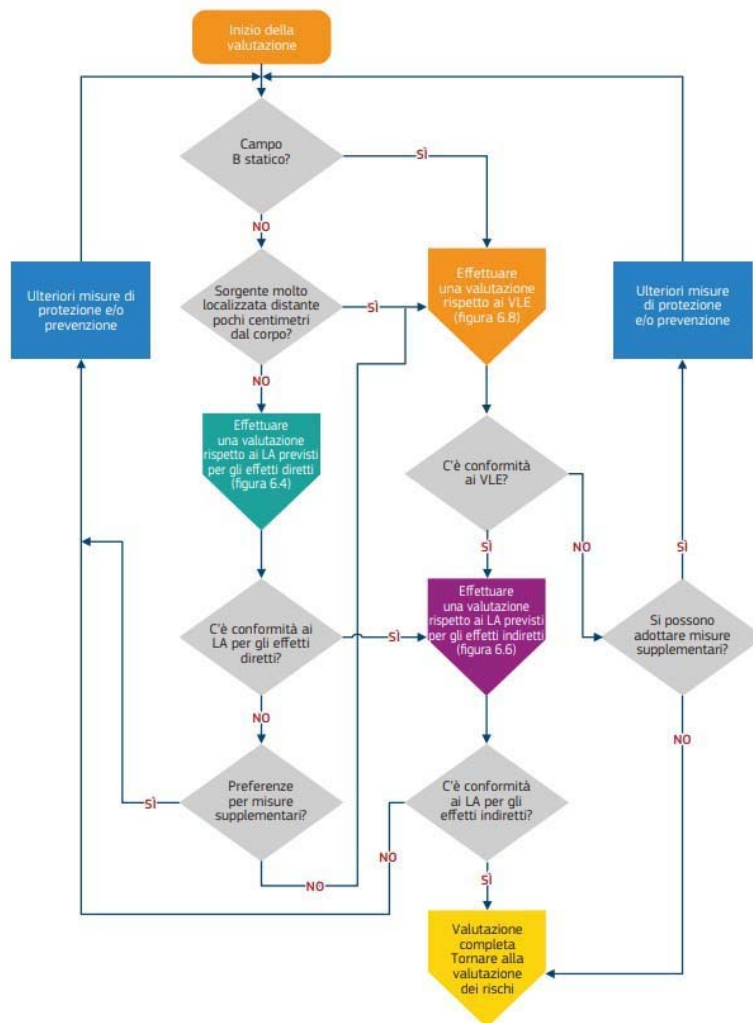 Inizio della
valutazione
Campo
B statico?
SÌ
NO
Ulteriori misure di
protezione e/o
prevenzione
Sorgente molto
localizzata distante
pochi centimetri
dal corpo?
SÌ
Effettuare
una valutazione
rispetto ai VLE
(figura 6.8)
Ulteriori misure
di protezione
e/o prevenzione
NO
Effettuare
una valutazione
rispetto ai LA previsti
per gli effetti diretti
(figura 6.4)
C'è conformità
ai VLE?
SÌ
NO
SÌ
C'è conformità ai
LA per gli effetti
diretti?
SÌ
Effettuare
una valutazione
rispetto ai LA previsti
per gli effetti indiretti
(figura 6.6)
Si possono
adottare misure
supplementari?
NO
NO
Preferenze
per misure
supplementari?
SÌ
NO
C'è conformità
ai LA per gli
effetti indiretti?
NO
SÌ
Valutazione
completa
Tornare alla
valutazione
dei rischi